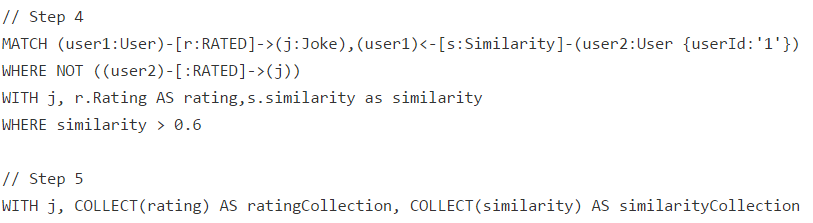 // Step 4
MATCH (user1:User)-[r:RATED]->(j:Joke),(user1)<-[s:Similarity]-(user2:User {userId:'1'})
WHERE NOT ((user2)-[:RATED]->(j))
WITH j, r.Rating AS rating,s.similarity as similarity
WHERE similarity > 0.6
// Step 5
WITH j, COLLECT(rating) AS ratingCollection, COLLECT(similarity) AS similarityCollection